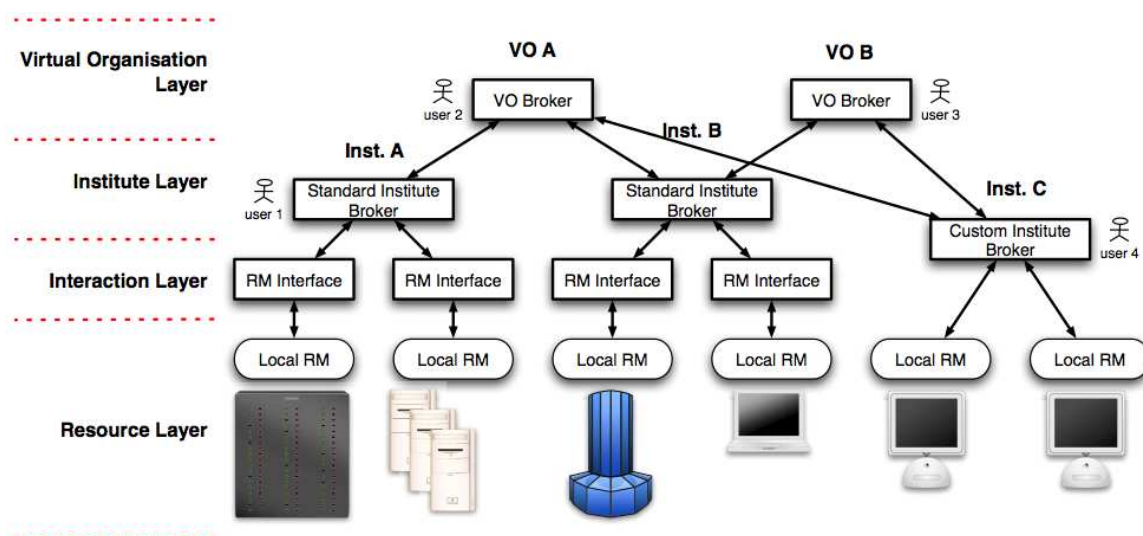 VO A
VO B
Virtual Organisation
Layer
VO Broker
VO Broker
user 2
user 3
Inst. B
Inst. A
Institute Layer
Inst. C
Standard Institute
Broker
Standard Institute
Broker
user 1
Custom Institute
Broker
user 4
Interaction Layer
RM Interface
RM Interface
RM Interface
RM Interface
Local RM
Local RM
Local RM
Local RM
Local RM
Local RM
Resource Layer